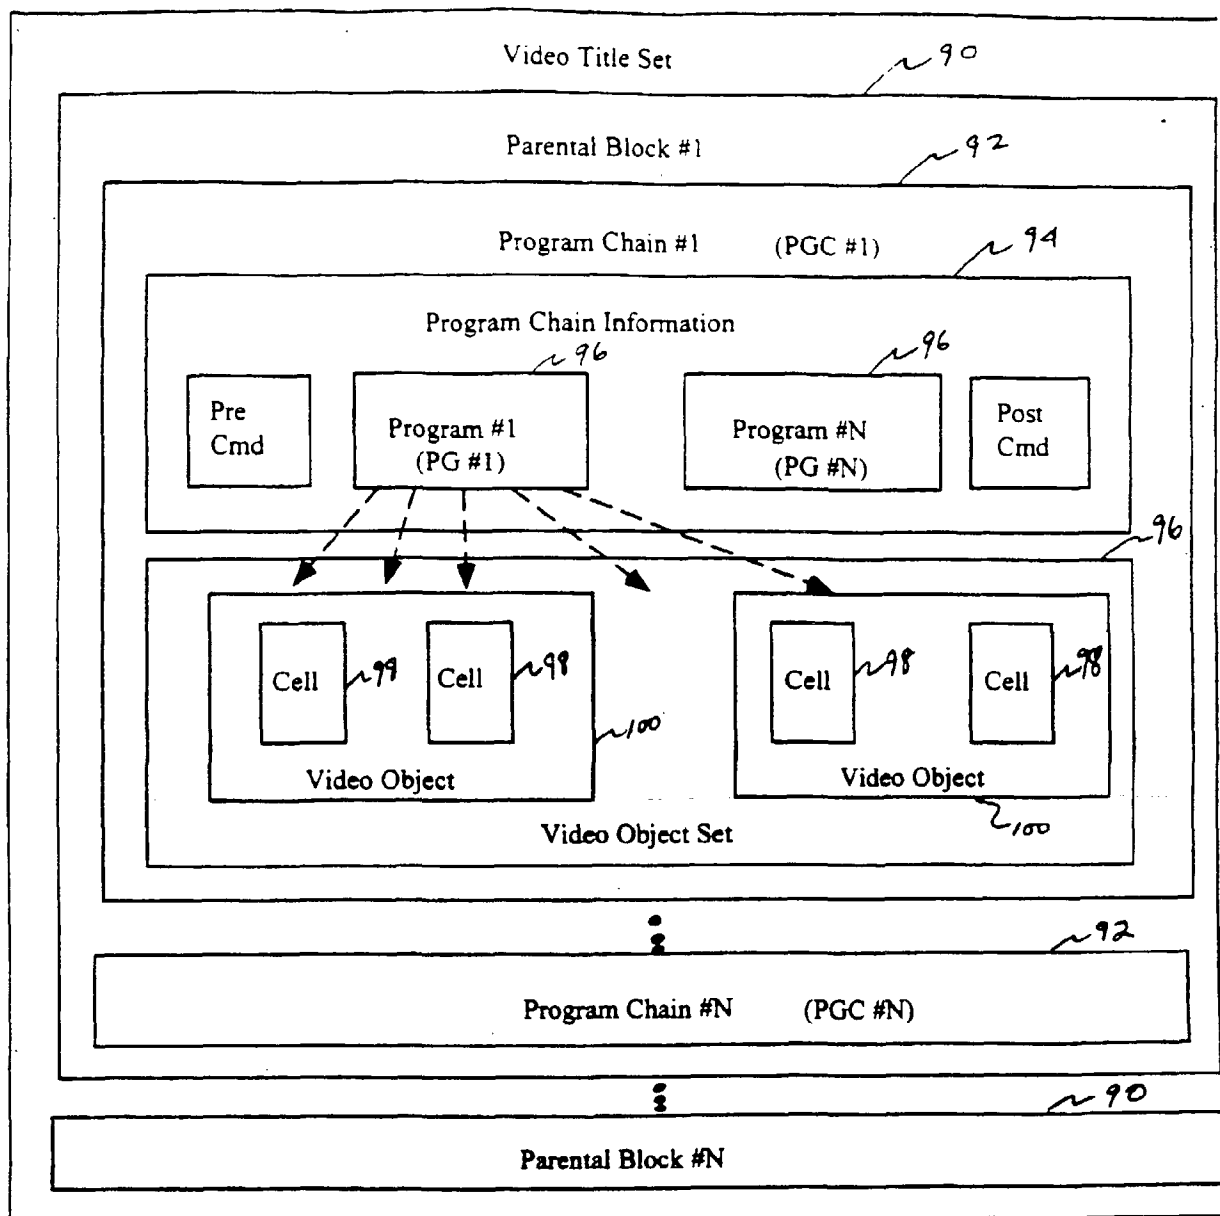 Video Title Set
90
Parental Block #1
92
Program Chain #1 (PGC #1)
94
Program Chain Information
96
96
Pre
Cmd
Program #1
(PG #1)
Program #N
(PG #N)
Post
Cmd
96
Cell
99
Cell
98
Cell
98
Cell
98
100
Video Object
Video Object
100
Video Object Set
92
Program Chain #N (PGC #N)
90
Parental Block #N